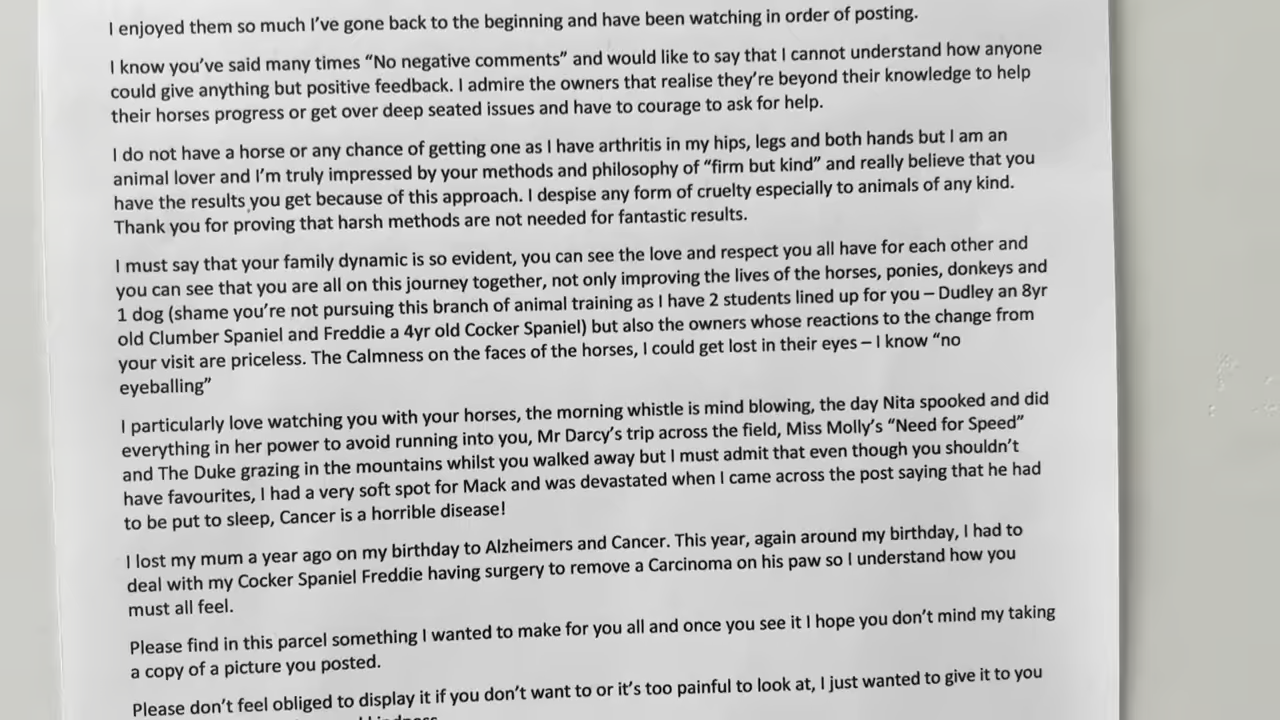 I enjoyed them so much I’ve gone back to the beginning and have been watching in order of posting.
I know you’ve said many times “No negative comments” and would like to say that I cannot understand how anyone
could give anything but positive feedback. I admire the owners that realise they’re beyond their knowledge to help
their horses progress or get over deep seated issues and have to courage to ask for help.
I do not have a horse or any chance of getting one as I have arthritis in my hips, legs and both hands but I am an
animal lover and I’m truly impressed by your methods and philosophy of “firm but kind” and really believe that you
have the results you get because of this approach. I despise any form of cruelty especially to animals of any kind.
Thank you for proving that harsh methods are not needed for fantastic results.
I must say that your family dynamic is so evident, you can see the love and respect you all have for each other and
you can see that you are all on this journey together, not only improving the lives of the horses, ponies, donkeys and
1 dog (shame you’re not pursuing this branch of animal training as I have 2 students lined up for you – Dudley an 8yr
old Clumber Spaniel and Freddie a 4yr old Cocker Spaniel) but also the owners whose reactions to the change from
your visit are priceless. The Calmness on the faces of the horses, I could get lost in their eyes – I know “no
eyeballing”
I particularly love watching you with your horses, the morning whistle is mind blowing, the day Nita spooked and did
everything in her power to avoid running into you, Mr Darcy’s trip across the field, Miss Molly’s “Need for Speed”
and The Duke grazing in the mountains whilst you walked away but I must admit that even though you shouldn’t
have favourites, I had a very soft spot for Mack and was devastated when I came across the post saying that he had
to be put to sleep, Cancer is a horrible disease!
I lost my mum a year ago on my birthday to Alzheimers and Cancer. This year, again around my birthday, I had to
deal with my Cocker Spaniel Freddie having surgery to remove a Carcinoma on his paw so I understand how you
must all feel.
Please find in this parcel something I wanted to make for you all and once you see it I hope you don’t mind my taking
a copy of a picture you posted.
Please don’t feel obliged to display it if you don’t want to or it’s too painful to look at, I just wanted to give it to you